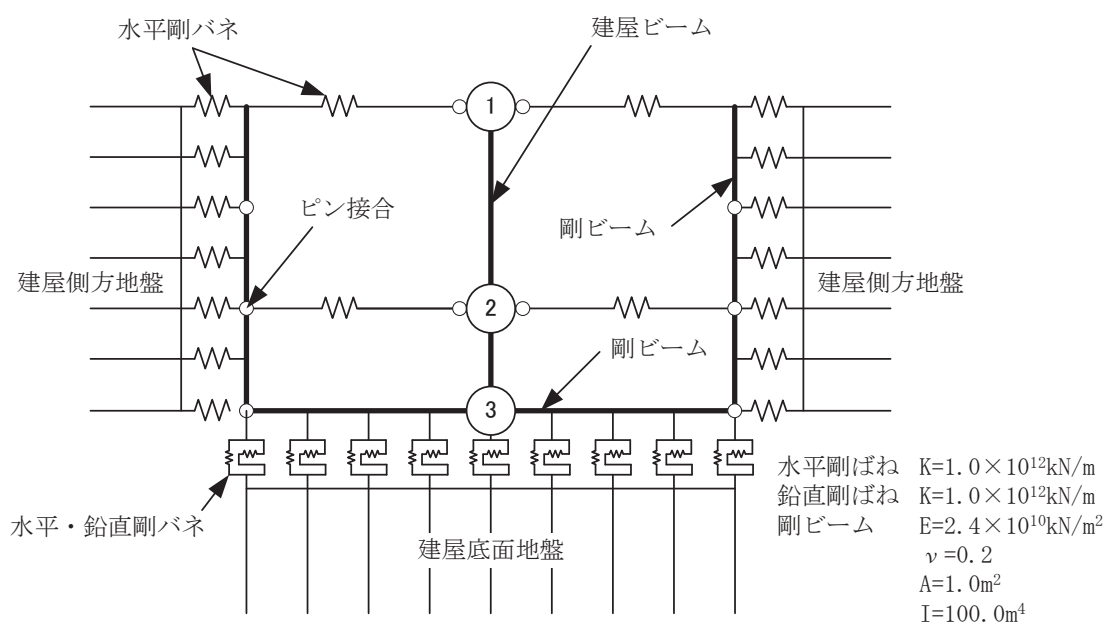 水平剛バネ
建屋ビーム
1
ピン接合
剛ビーム
建屋側方地盤
2
建屋側方地盤
剛ビーム
3
水平剛ばね K=1.0×10¹²kN/m
鉛直剛ばね K=1.0×10¹²kN/m
剛ビーム E=2.4×10¹⁰kN/m²
ν=0.2
A=1.0m²
I=100.0m⁴
水平・鉛直剛バネ
建屋底面地盤